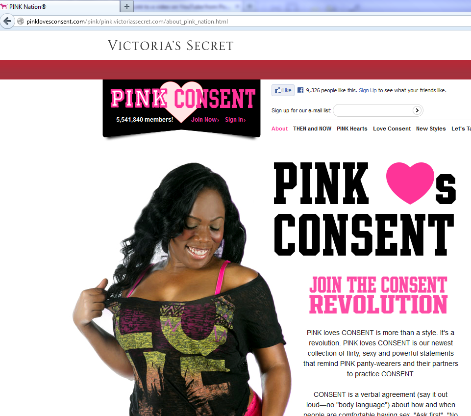 PINK Nation®
pinklovesconsent.com/pink/pink.victoriassecret.com/about_pink_nation.html
VICTORIA'S SECRET
PINK CONSENT
5,541,840 members! Join Now› Sign In›
Like 9,326 people like this. Sign Up to see what your friends like.
Sign up for our e-mail list:
About THEN and NOW PINK Hearts Love Consent New Styles Let's Ta
PINK s
CONSENT
JOIN THE CONSENT
REVOLUTION
LO
VE
PINK loves CONSENT is more than a style. It's a
revolution. PINK loves CONSENT is our newest
collection of flirty, sexy and powerful statements
that remind PINK panty-wearers and their partners
to practice CONSENT.
CONSENT is a verbal agreement (say it out
loud—no "body language") about how and when
people are comfortable having sex. "Ask first", "No